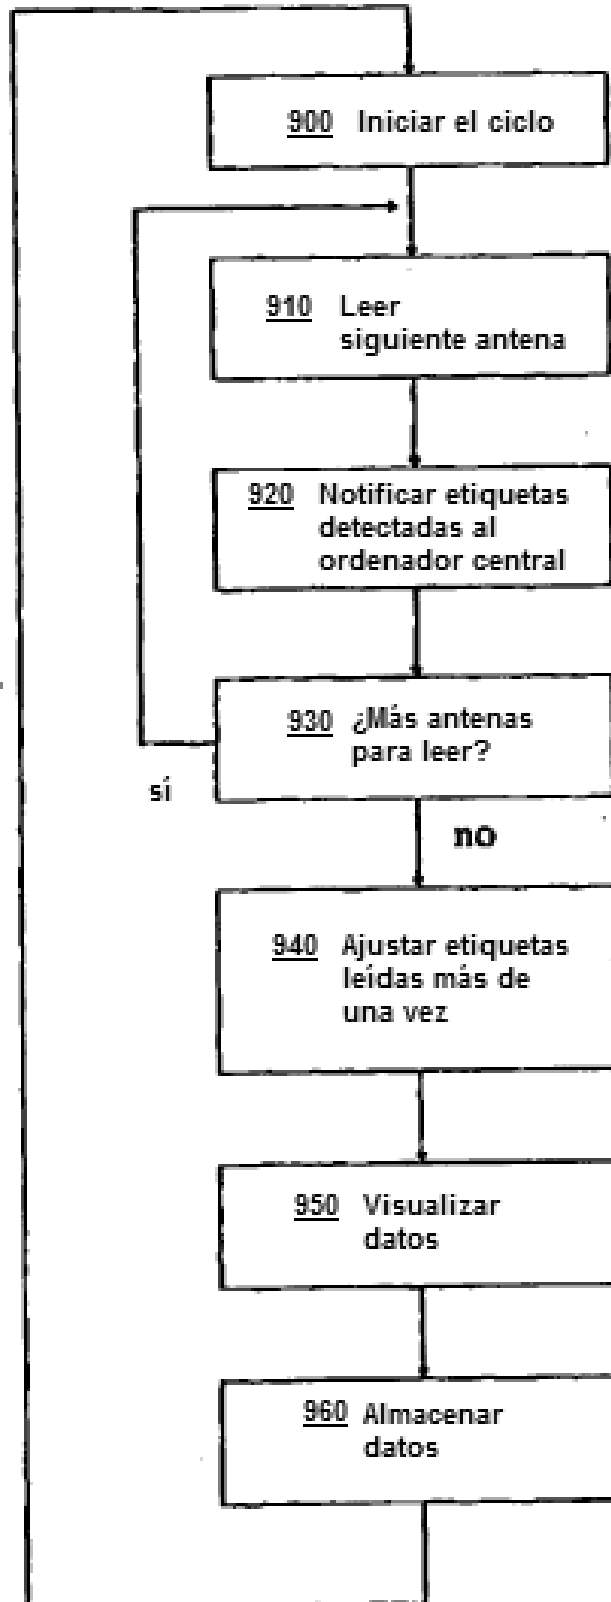 900 Iniciar el ciclo
910 Leer
siguiente antena
920 Notificar etiquetas
detectadas al
ordenador central
930 ¿Más antenas
para leer?
sí
no
940 Ajustar etiquetas
leídas más de
una vez
950 Visualizar
datos
960 Almacenar
datos